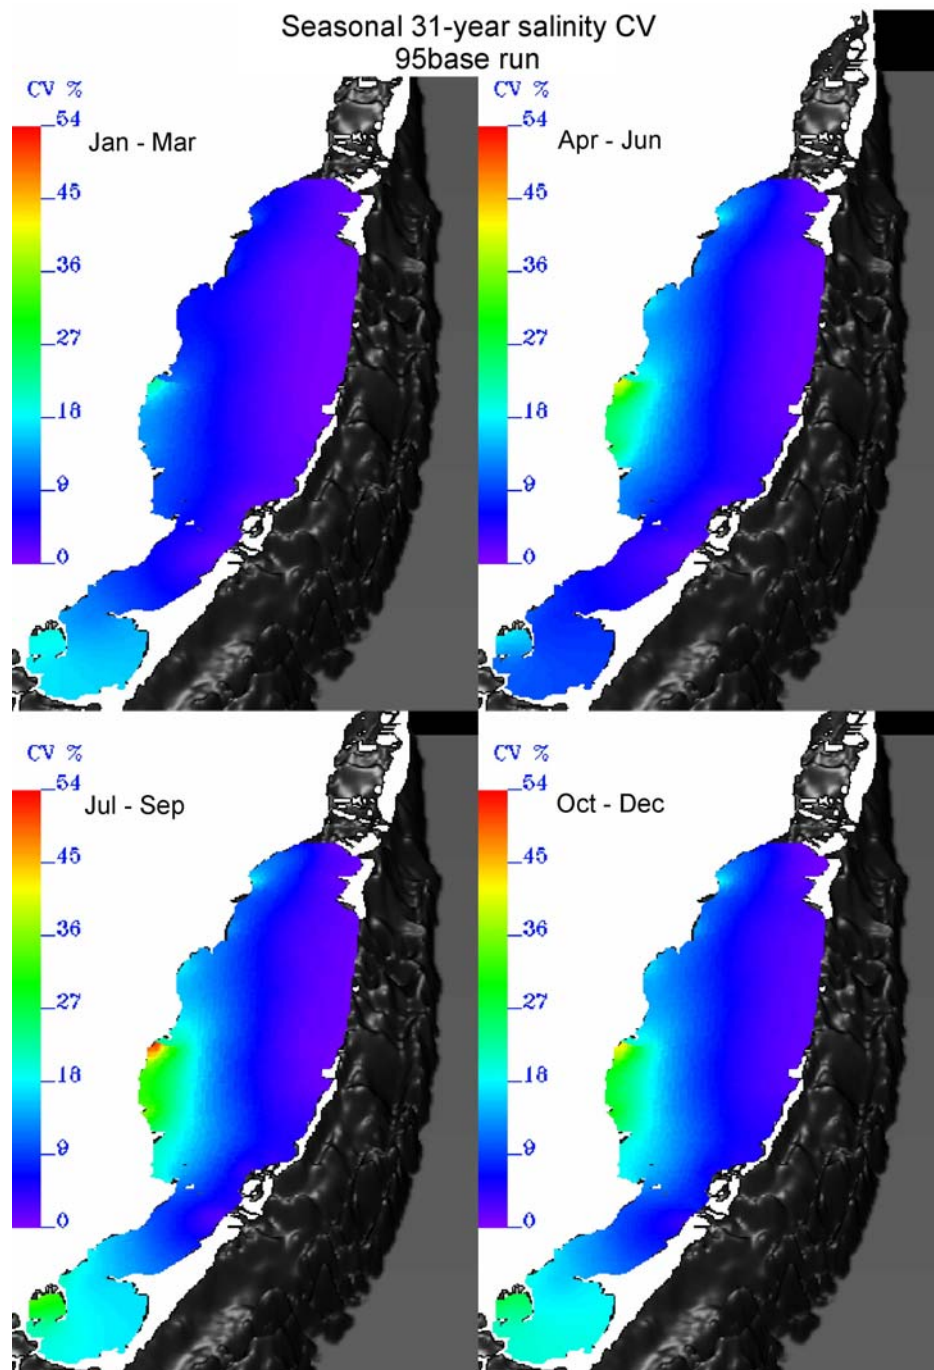 Seasonal 31-year salinity CV
95base run
CV %
54
45
36
27
18
9
0
Jan - Mar
CV %
54
45
36
27
18
9
0
Apr - Jun
CV %
54
45
36
27
18
9
0
Jul - Sep
CV %
54
45
36
27
18
9
0
Oct - Dec